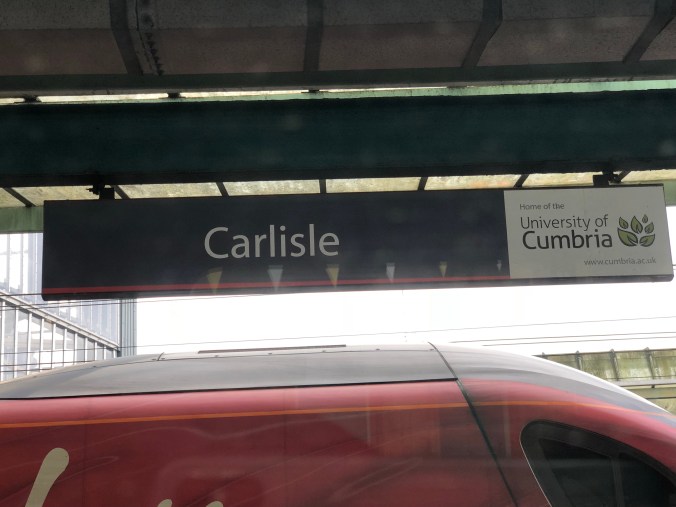 Carlisle
Home of the
University of
Cumbria
www.cumbria.ac.uk